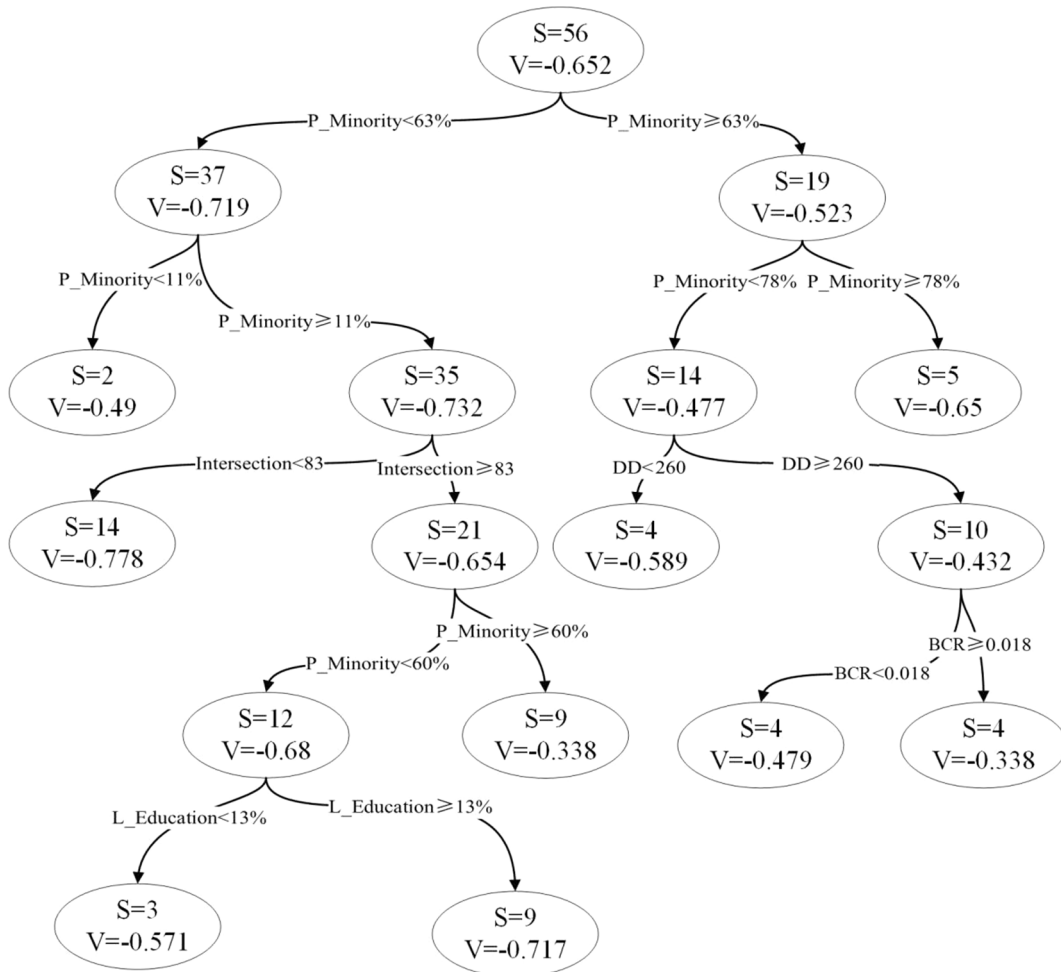 S=56
V=-0.652
P_Minority<63%
P_Minority≥63%
S=37
V=-0.719
S=19
V=-0.523
P_Minority<11%
P_Minority≥11%
P_Minority<78%
P_Minority≥78%
S=2
V=-0.49
S=35
V=-0.732
S=14
V=-0.477
S=5
V=-0.65
Intersection<83
Intersection≥83
DD<260
DD≥260
S=14
V=-0.778
S=21
V=-0.654
S=4
V=-0.589
S=10
V=-0.432
P_Minority≥60%
P_Minority<60%
BCR≥0.018
BCR<0.018
S=12
V=-0.68
S=9
V=-0.338
S=4
V=-0.479
S=4
V=-0.338
L_Education<13%
L_Education≥13%
S=3
V=-0.571
S=9
V=-0.717